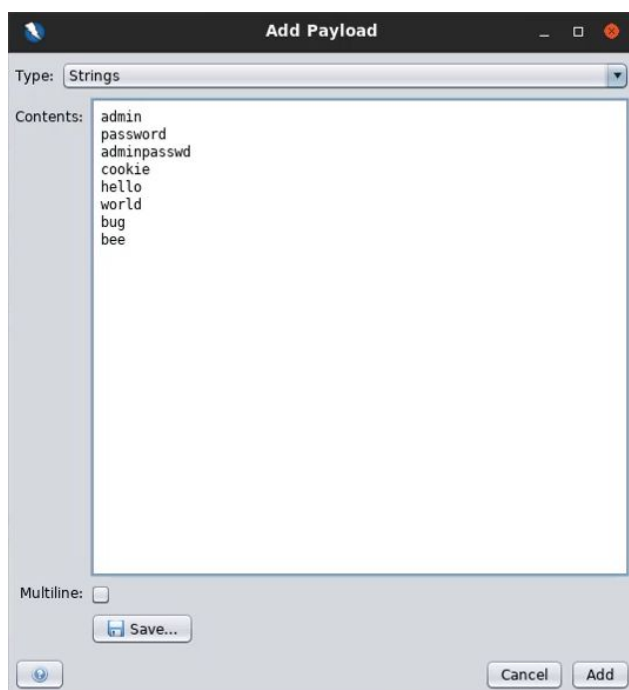 Add Payload
Type: Strings
Contents: admin
password
adminpasswd
cookie
hello
world
bug
bee
Multiline:
Save...
Cancel Add